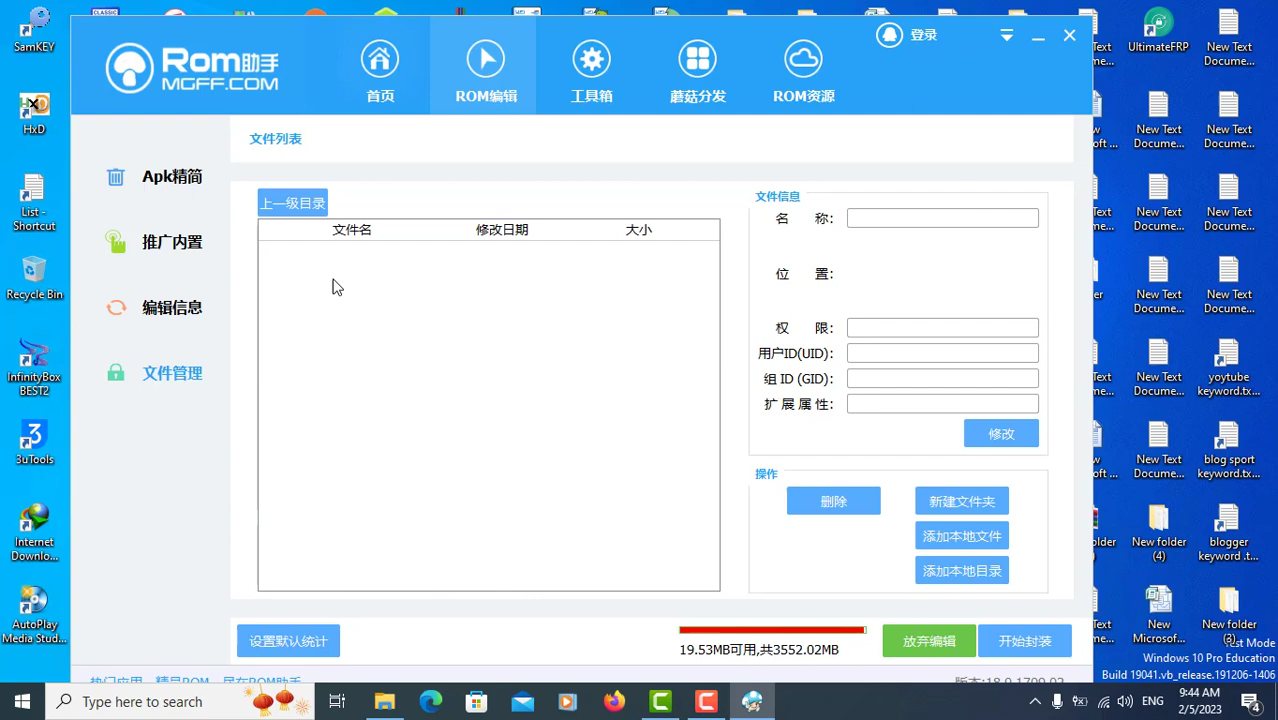 SamKEY
HxD
List -
Shortcut
Recycle Bin
InfinityBox
BEST2
3uTools
Internet
Downlo...
AutoPlay
Media Stud...
CLASSIC
Rom助手
MGFF.COM
首页
ROM编辑
工具箱
蘑菇分发
ROM资源
登录
Apk精简
推广内置
编辑信息
文件管理
文件列表
上一级目录
文件名
修改日期
大小
文件信息
名 称:
位 置:
权 限:
用户ID(UID):
组 ID (GID):
扩 展 属 性:
修改
操作
删除
新建文件夹
添加本地文件
添加本地目录
设置默认统计
19.53MB可用,共3552.02MB
放弃编辑
开始封装
UltimateFRP
New Text
Docume...
New Text
Docume...
New Text
Docume...
New Text
Docume...
New Text
Docume...
New Text
Docume...
New Text
Docume...
New Text
Docume...
yoytube
keyword.tx...
New Text
Docume...
blog sport
keyword.tx...
New folder
(4)
blogger
keyword .t...
New
Microsof...
New folder
(3)
Test Mode
Windows 10 Pro Education
Build 19041.vb_release.191206-1406
Type here to search
ENG
9:44 AM
2/5/2023
4